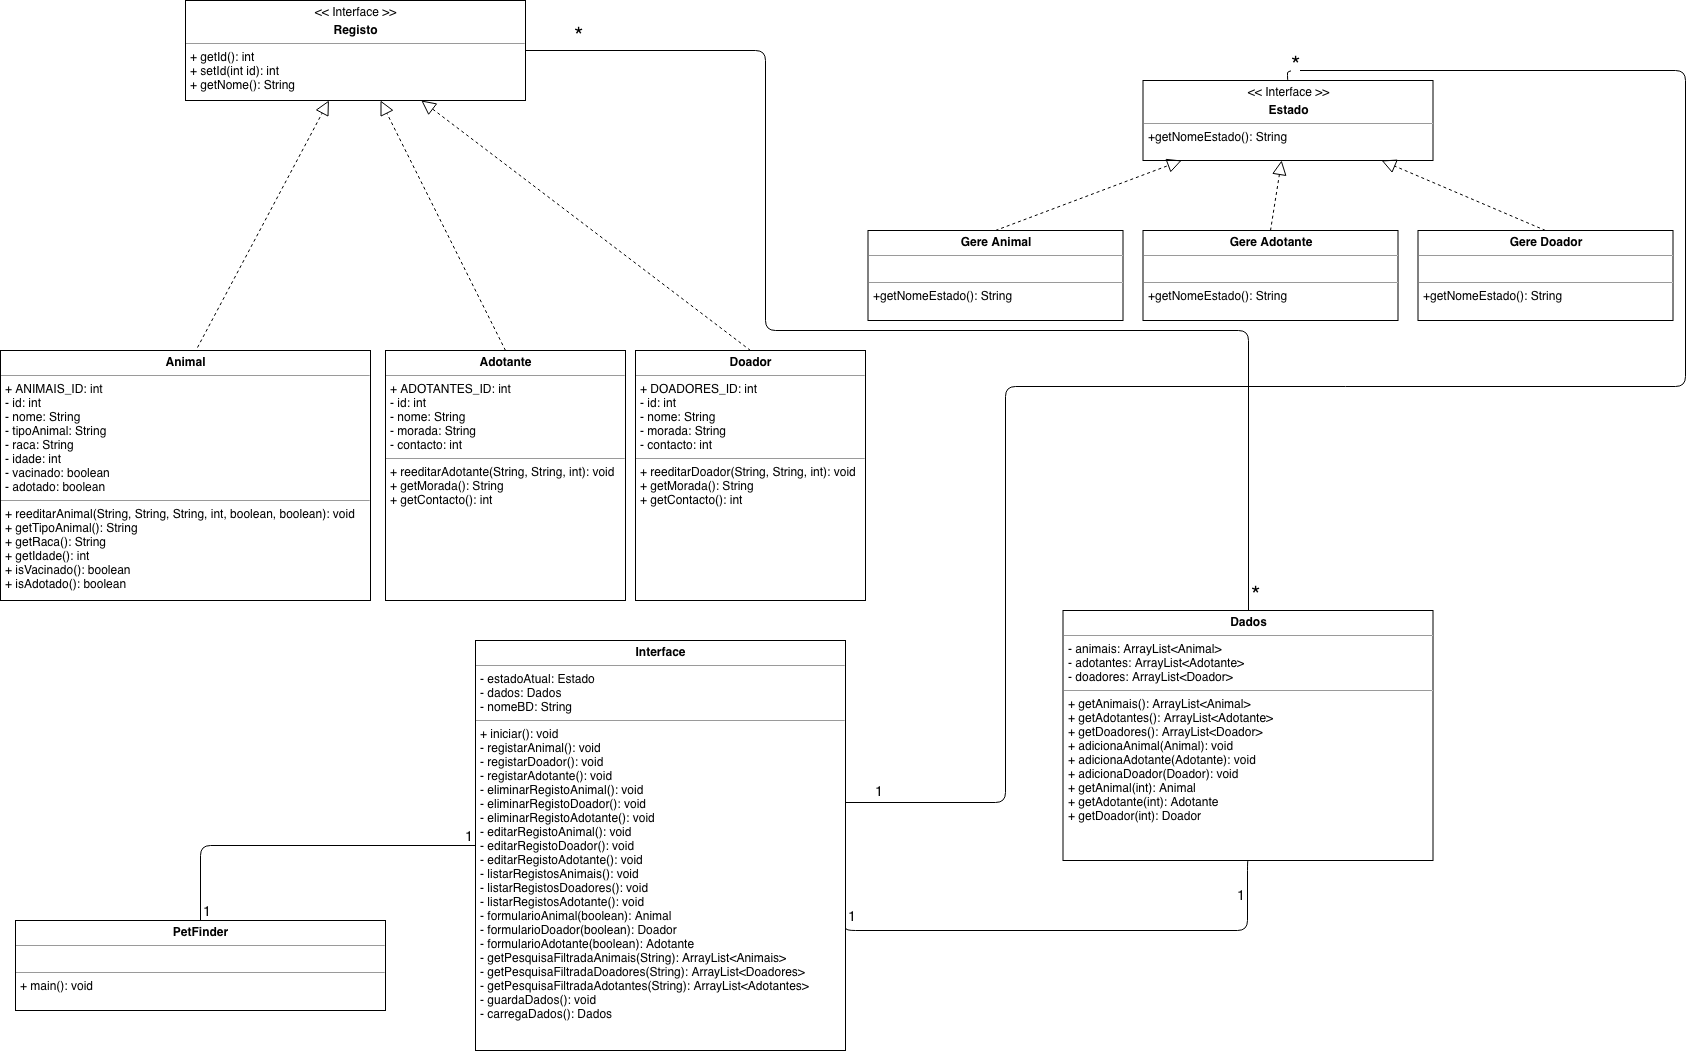 << Interface >>
Registo
+ getId(): int
+ setId(int id): int
+ getNome(): String
*
*
<< Interface >>
Estado
+getNomeEstado(): String
Gere Animal
+getNomeEstado(): String
Gere Adotante
+getNomeEstado(): String
Gere Doador
+getNomeEstado(): String
Animal
+ ANIMAIS_ID: int
- id: int
- nome: String
- tipoAnimal: String
- raca: String
- idade: int
- vacinado: boolean
- adotado: boolean
+ reeditarAnimal(String, String, String, int, boolean, boolean): void
+ getTipoAnimal(): String
+ getRaca(): String
+ getIdade(): int
+ isVacinado(): boolean
+ isAdotado(): boolean
Adotante
+ ADOTANTES_ID: int
- id: int
- nome: String
- morada: String
- contacto: int
+ reeditarAdotante(String, String, int): void
+ getMorada(): String
+ getContacto(): int
Doador
+ DOADORES_ID: int
- id: int
- nome: String
- morada: String
- contacto: int
+ reeditarDoador(String, String, int): void
+ getMorada(): String
+ getContacto(): int
*
Dados
- animais: ArrayList<Animal>
- adotantes: ArrayList<Adotante>
- doadores: ArrayList<Doador>
+ getAnimais(): ArrayList<Animal>
+ getAdotantes(): ArrayList<Adotante>
+ getDoadores(): ArrayList<Doador>
+ adicionaAnimal(Animal): void
+ adicionaAdotante(Adotante): void
+ adicionaDoador(Doador): void
+ getAnimal(int): Animal
+ getAdotante(int): Adotante
+ getDoador(int): Doador
Interface
- estadoAtual: Estado
- dados: Dados
- nomeBD: String
+ iniciar(): void
- registarAnimal(): void
- registarDoador(): void
- registarAdotante(): void
- eliminarRegistoAnimal(): void
- eliminarRegistoDoador(): void
- eliminarRegistoAdotante(): void
- editarRegistoAnimal(): void
- editarRegistoDoador(): void
- editarRegistoAdotante(): void
- listarRegistosAnimais(): void
- listarRegistosDoadores(): void
- listarRegistosAdotante(): void
- formularioAnimal(boolean): Animal
- formularioDoador(boolean): Doador
- formularioAdotante(boolean): Adotante
- getPesquisaFiltradaAnimais(String): ArrayList<Animais>
- getPesquisaFiltradaDoadores(String): ArrayList<Doadores>
- getPesquisaFiltradaAdotantes(String): ArrayList<Adotantes>
- guardaDados(): void
- carregaDados(): Dados
1
1
1
1
1
PetFinder
+ main(): void